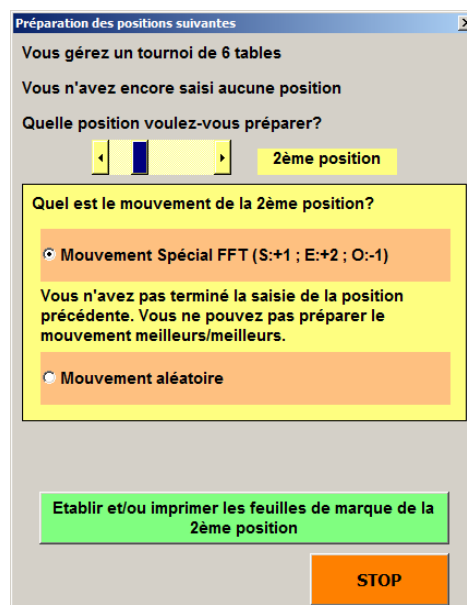 Préparation des positions suivantes
Vous gérez un tournoi de 6 tables
Vous n'avez encore saisi aucune position
Quelle position voulez-vous préparer?
2ème position
Quel est le mouvement de la 2ème position?
Mouvement Spécial FFT (S:+1 ; E:+2 ; O:-1)
Vous n'avez pas terminé la saisie de la position
précédente. Vous ne pouvez pas préparer le
mouvement meilleurs/meilleurs.
Mouvement aléatoire
Etablir et/ou imprimer les feuilles de marque de la
2ème position
STOP